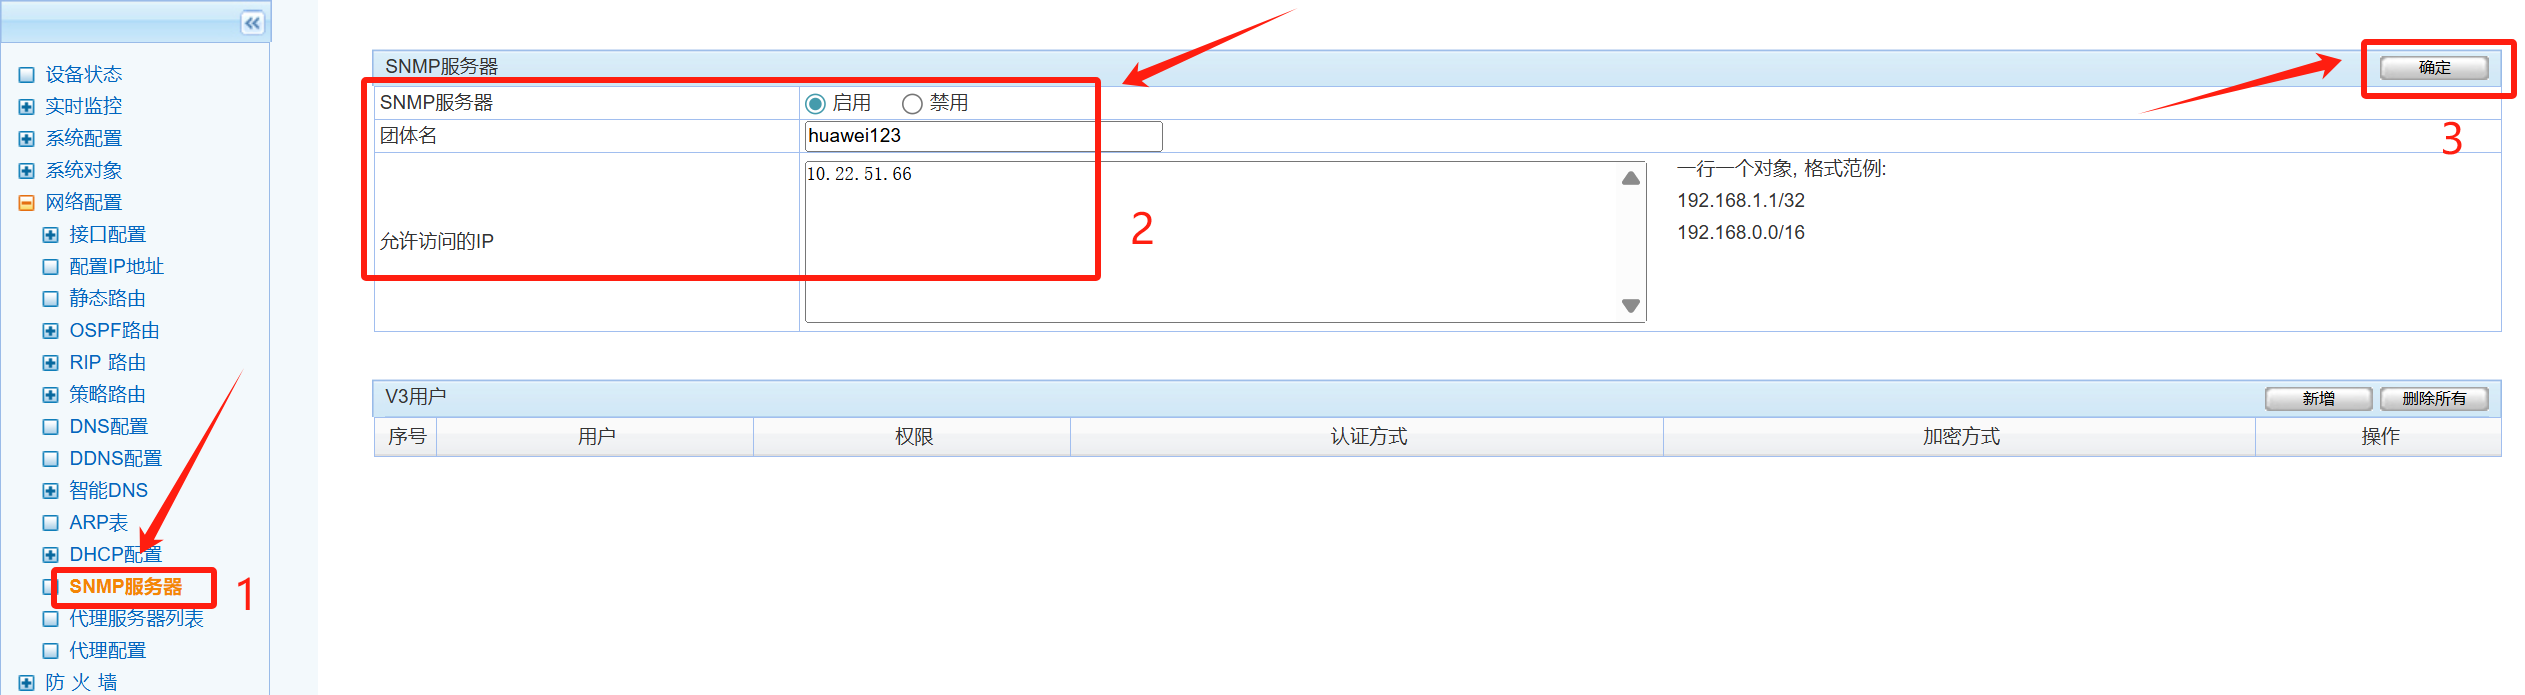 设备状态
实时监控
系统配置
系统对象
网络配置
接口配置
配置IP地址
静态路由
OSPF路由
RIP 路由
策略路由
DNS配置
DDNS配置
智能DNS
ARP表
DHCP配置
SNMP服务器
1
代理服务器列表
代理配置
防 火 墙
SNMP服务器
确定
SNMP服务器 启用 禁用
团体名 huawei123
3
允许访问的IP
10.22.51.66
2
一行一个对象, 格式范例:
192.168.1.1/32
192.168.0.0/16
V3用户
新增 删除所有
序号 用户 权限 认证方式 加密方式 操作